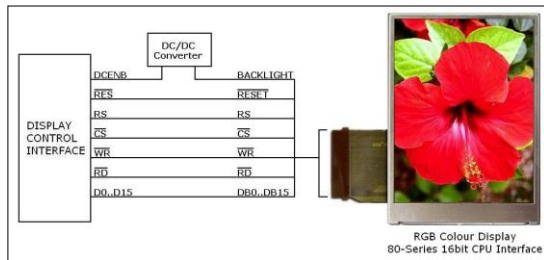 DC/DC
Converter
DCENB BACKLIGHT
RES RESET
RS RS
CS CS
WR WR
RD RD
D0..D15 DB0..DB15
DISPLAY
CONTROL
INTERFACE
RGB Colour Display
80-Series 16bit CPU Interface